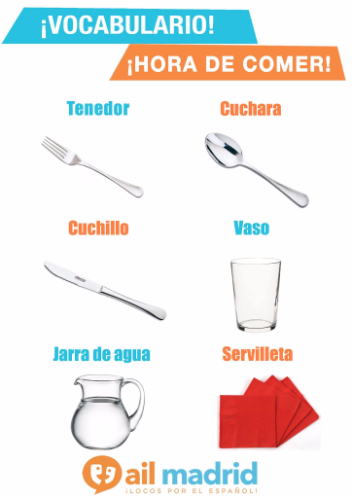 ¡VOCABULARIO!
¡HORA DE COMER!
Tenedor
Cuchara
Cuchillo
Vaso
Jarra de agua
Servilleta
ail madrid
¡LOCOS POR EL ESPAÑOL!